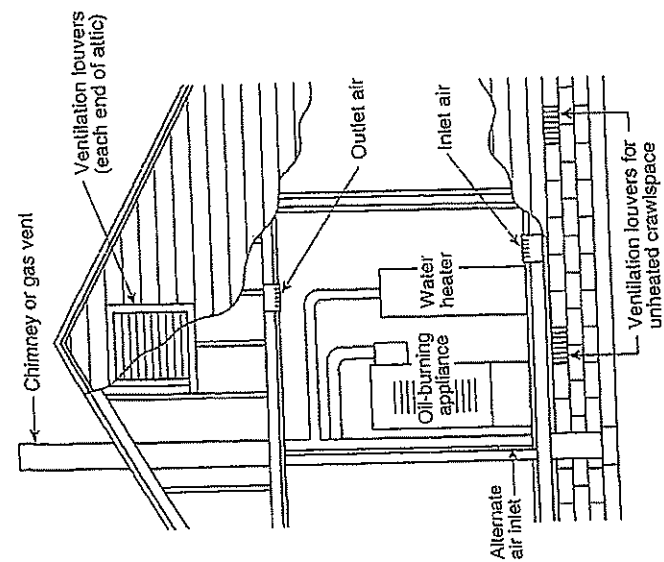 Chimney or gas vent
Ventilation louvers
(each end of attic)
Outlet air
Inlet air
Water
heater
Oil-burning
appliance
Alternate
air inlet
Ventilation louvers for
unheated crawlspace